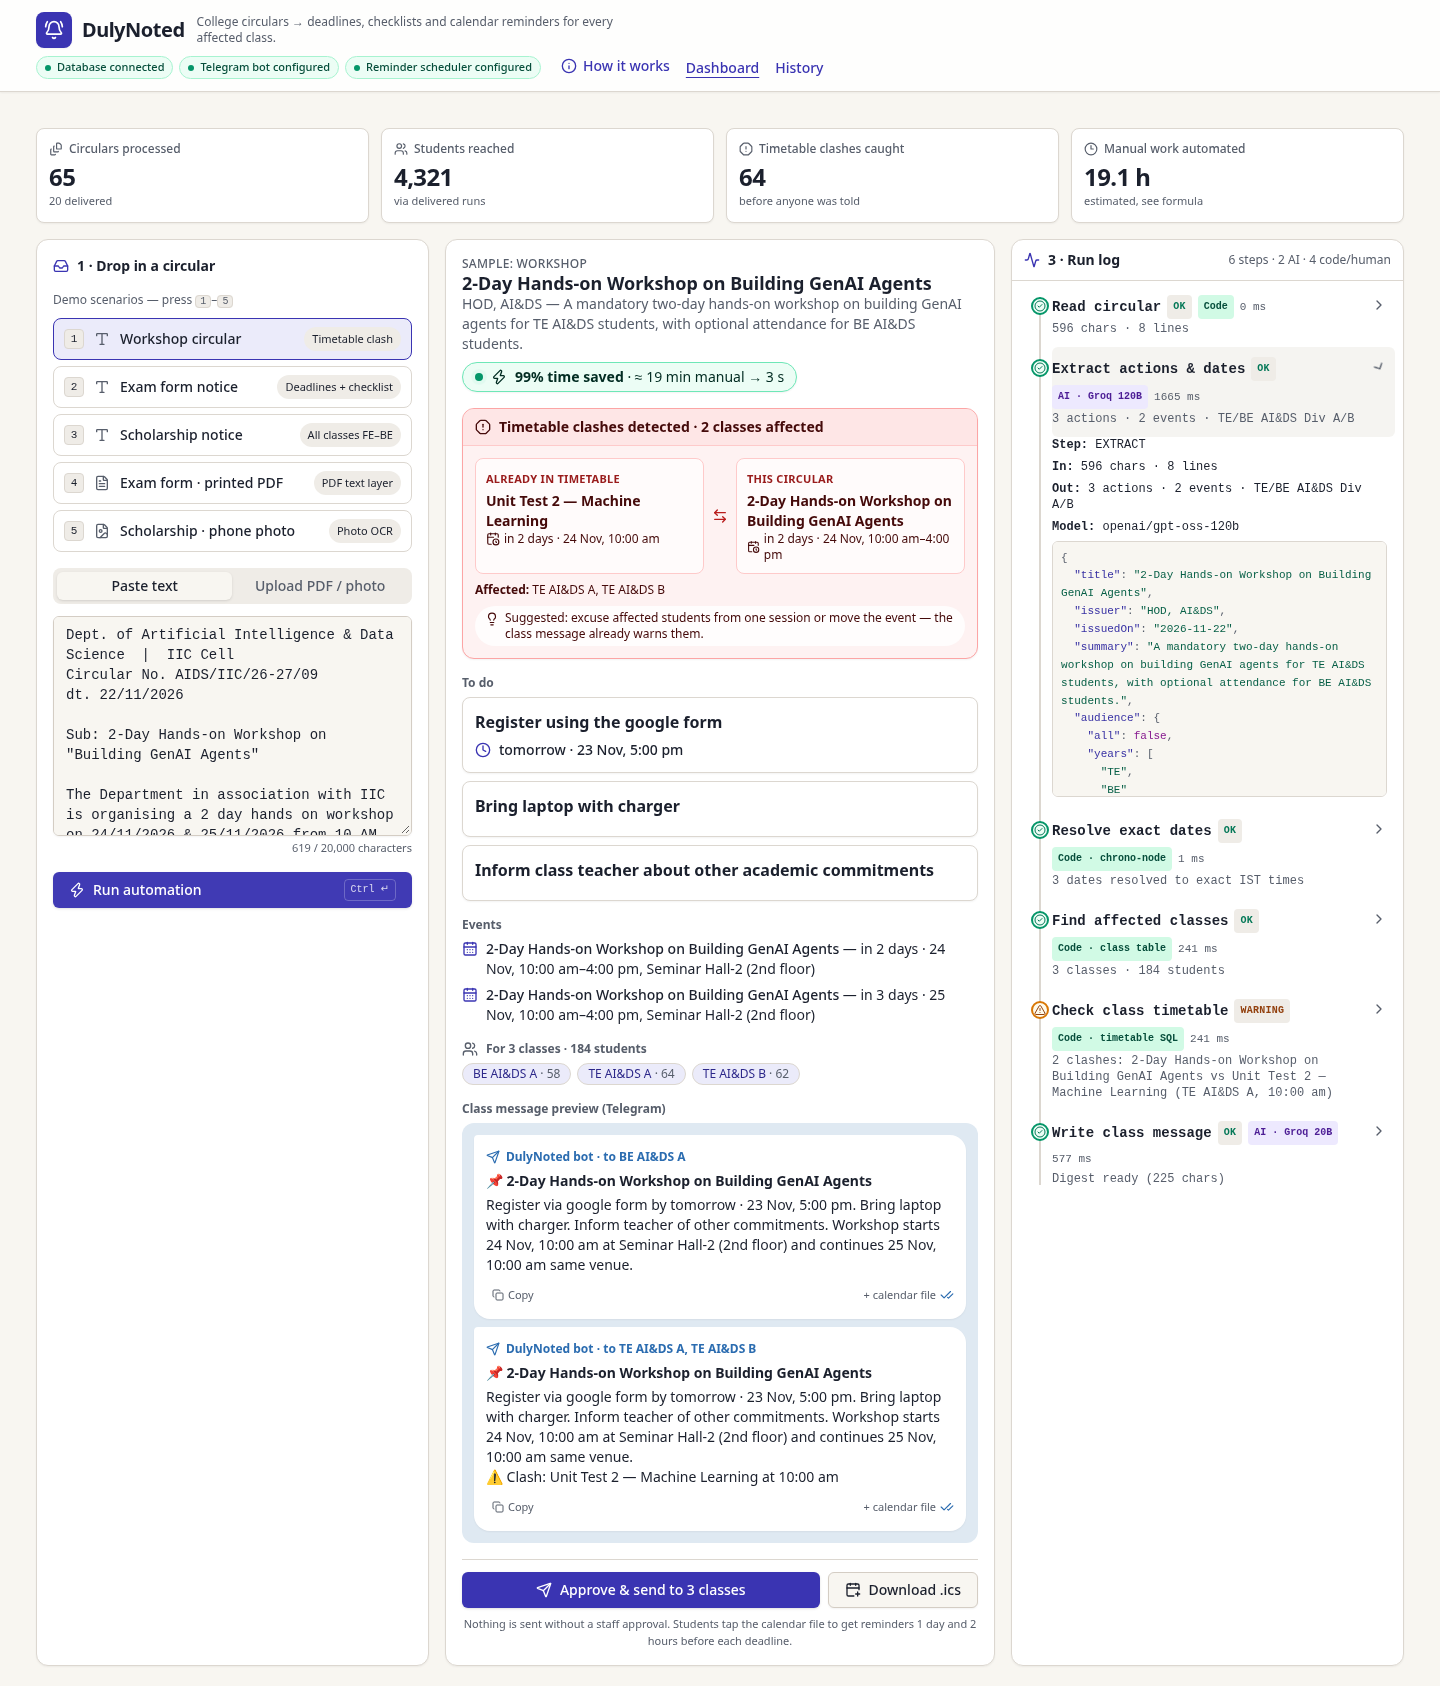 DulyNoted
College circulars → deadlines, checklists and calendar reminders for every
affected class.
Database connected
Telegram bot configured
Reminder scheduler configured
How it works
Dashboard
History
Circulars processed
65
20 delivered
Students reached
4,321
via delivered runs
Timetable clashes caught
64
before anyone was told
Manual work automated
19.1 h
estimated, see formula
1 · Drop in a circular
Demo scenarios — press 1–5
1 Workshop circular Timetable clash
2 Exam form notice Deadlines + checklist
3 Scholarship notice All classes FE–BE
4 Exam form · printed PDF PDF text layer
5 Scholarship · phone photo Photo OCR
Paste text
Upload PDF / photo
Dept. of Artificial Intelligence & Data
Science | IIC Cell
Circular No. AIDS/IIC/26-27/09
dt. 22/11/2026
Sub: 2-Day Hands-on Workshop on
"Building GenAI Agents"
The Department in association with IIC
is organising a 2 day hands on workshop
on 24/11/2026 & 25/11/2026 from 10 AM
619 / 20,000 characters
Run automation Ctrl ↵
SAMPLE: WORKSHOP
2-Day Hands-on Workshop on Building GenAI Agents
HOD, AI&DS — A mandatory two-day hands-on workshop on building GenAI
agents for TE AI&DS students, with optional attendance for BE AI&DS
students.
99% time saved · ≈ 19 min manual → 3 s
Timetable clashes detected · 2 classes affected
ALREADY IN TIMETABLE
Unit Test 2 — Machine
Learning
in 2 days · 24 Nov, 10:00 am
THIS CIRCULAR
2-Day Hands-on Workshop on
Building GenAI Agents
in 2 days · 24 Nov, 10:00 am–4:00
pm
Affected: TE AI&DS A, TE AI&DS B
Suggested: excuse affected students from one session or move the event — the
class message already warns them.
To do
Register using the google form
tomorrow · 23 Nov, 5:00 pm
Bring laptop with charger
Inform class teacher about other academic commitments
Events
2-Day Hands-on Workshop on Building GenAI Agents — in 2 days · 24
Nov, 10:00 am–4:00 pm, Seminar Hall-2 (2nd floor)
2-Day Hands-on Workshop on Building GenAI Agents — in 3 days · 25
Nov, 10:00 am–4:00 pm, Seminar Hall-2 (2nd floor)
For 3 classes · 184 students
BE AI&DS A · 58
TE AI&DS A · 64
TE AI&DS B · 62
Class message preview (Telegram)
DulyNoted bot · to BE AI&DS A
📌 2-Day Hands-on Workshop on Building GenAI Agents
Register via google form by tomorrow · 23 Nov, 5:00 pm. Bring laptop
with charger. Inform teacher of other commitments. Workshop starts
24 Nov, 10:00 am at Seminar Hall-2 (2nd floor) and continues 25 Nov,
10:00 am same venue.
Copy
+ calendar file
DulyNoted bot · to TE AI&DS A, TE AI&DS B
📌 2-Day Hands-on Workshop on Building GenAI Agents
Register via google form by tomorrow · 23 Nov, 5:00 pm. Bring laptop
with charger. Inform teacher of other commitments. Workshop starts
24 Nov, 10:00 am at Seminar Hall-2 (2nd floor) and continues 25 Nov,
10:00 am same venue.
⚠️ Clash: Unit Test 2 — Machine Learning at 10:00 am
Copy
+ calendar file
Approve & send to 3 classes
Download .ics
Nothing is sent without a staff approval. Students tap the calendar file to get reminders 1 day and 2
hours before each deadline.
3 · Run log
6 steps · 2 AI · 4 code/human
Read circular OK Code 0 ms
596 chars · 8 lines
Extract actions & dates OK
AI · Groq 120B 1665 ms
3 actions · 2 events · TE/BE AI&DS Div A/B
Step: EXTRACT
In: 596 chars · 8 lines
Out: 3 actions · 2 events · TE/BE AI&DS Div
A/B
Model: openai/gpt-oss-120b
{
"title": "2-Day Hands-on Workshop on Building
GenAI Agents",
"issuer": "HOD, AI&DS",
"issuedOn": "2026-11-22",
"summary": "A mandatory two-day hands-on
workshop on building GenAI agents for TE AI&DS
students, with optional attendance for BE AI&DS
students.",
"audience": {
"all": false,
"years": [
"TE",
"BE"
Resolve exact dates OK
Code · chrono-node 1 ms
3 dates resolved to exact IST times
Find affected classes OK
Code · class table 241 ms
3 classes · 184 students
Check class timetable WARNING
Code · timetable SQL 241 ms
2 clashes: 2-Day Hands-on Workshop on
Building GenAI Agents vs Unit Test 2 —
Machine Learning (TE AI&DS A, 10:00 am)
Write class message OK AI · Groq 20B
577 ms
Digest ready (225 chars)